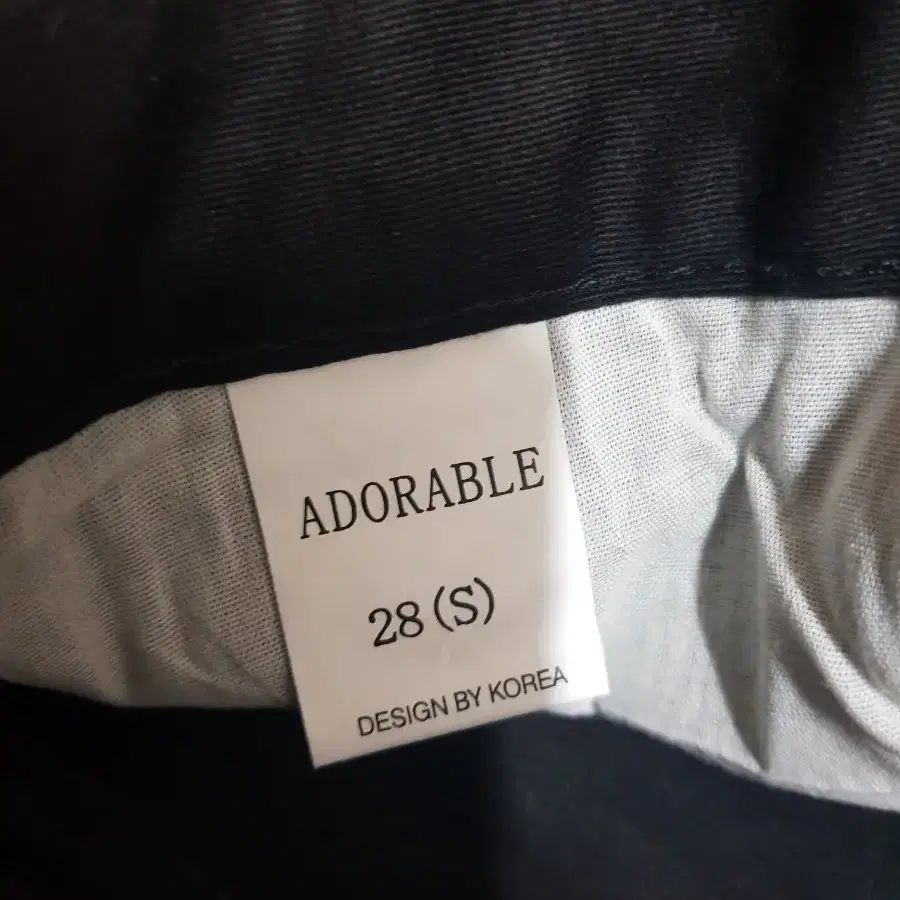 ADORABLE
28(S)
DESIGN BY KOREA